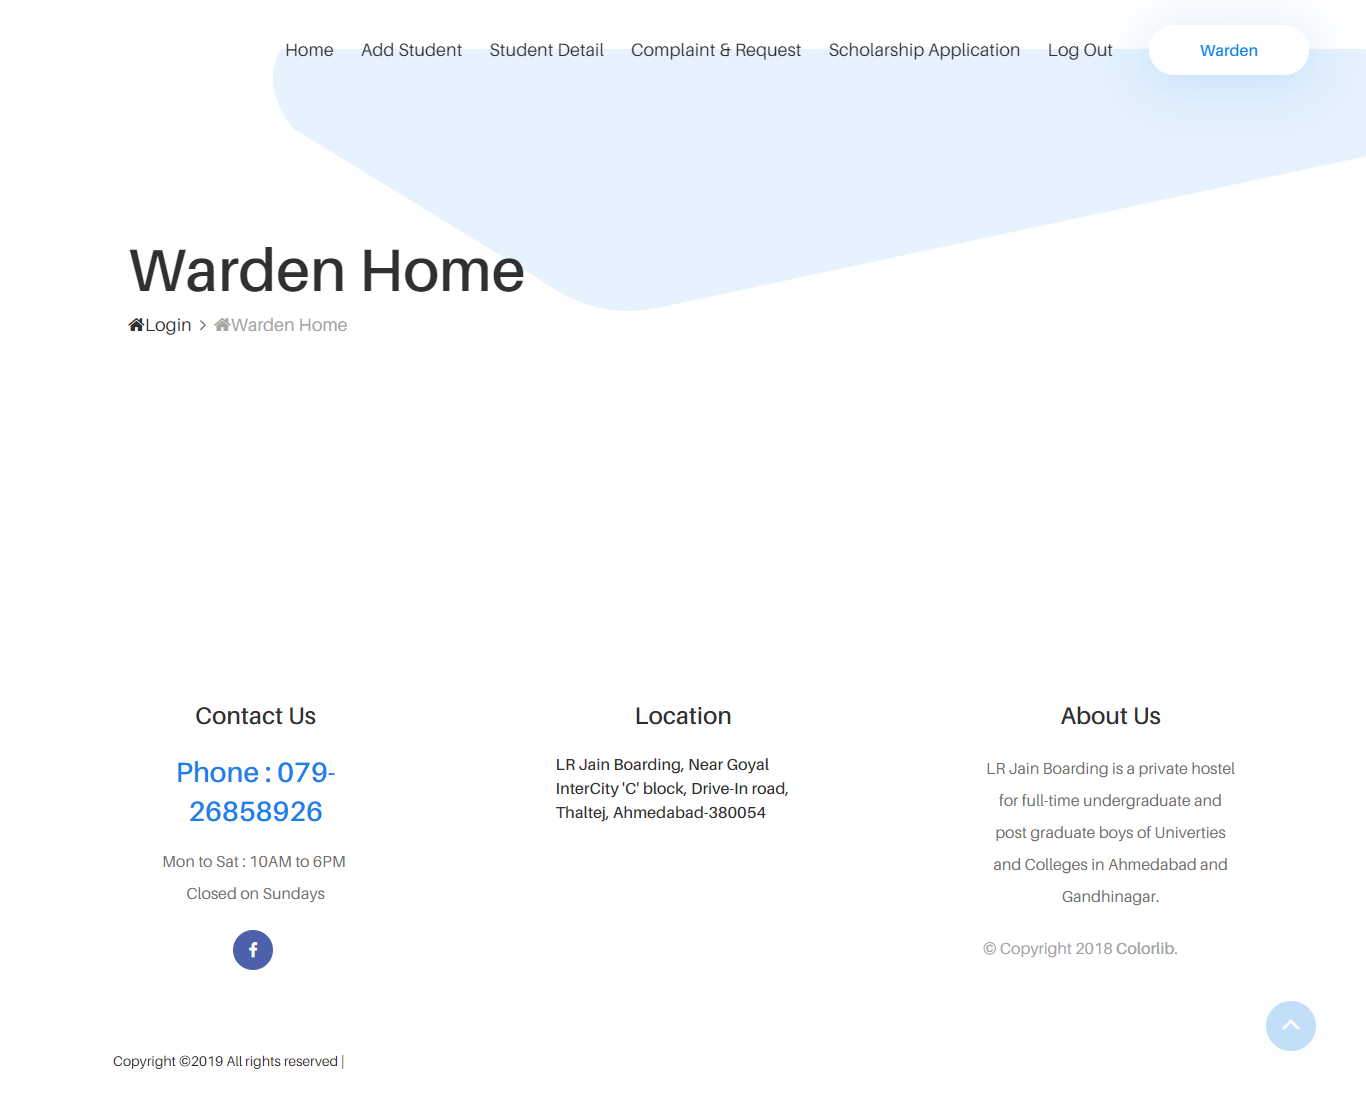 Home Add Student Student Detail Complaint & Request Scholarship Application Log Out Warden
Warden Home
Login > Warden Home
Contact Us
Phone : 079-
26858926
Mon to Sat : 10AM to 6PM
Closed on Sundays
Location
LR Jain Boarding, Near Goyal
InterCity 'C' block, Drive-In road,
Thaltej, Ahmedabad-380054
About Us
LR Jain Boarding is a private hostel
for full-time undergraduate and
post graduate boys of Univerties
and Colleges in Ahmedabad and
Gandhinagar.
© Copyright 2018 Colorlib.
Copyright ©2019 All rights reserved |